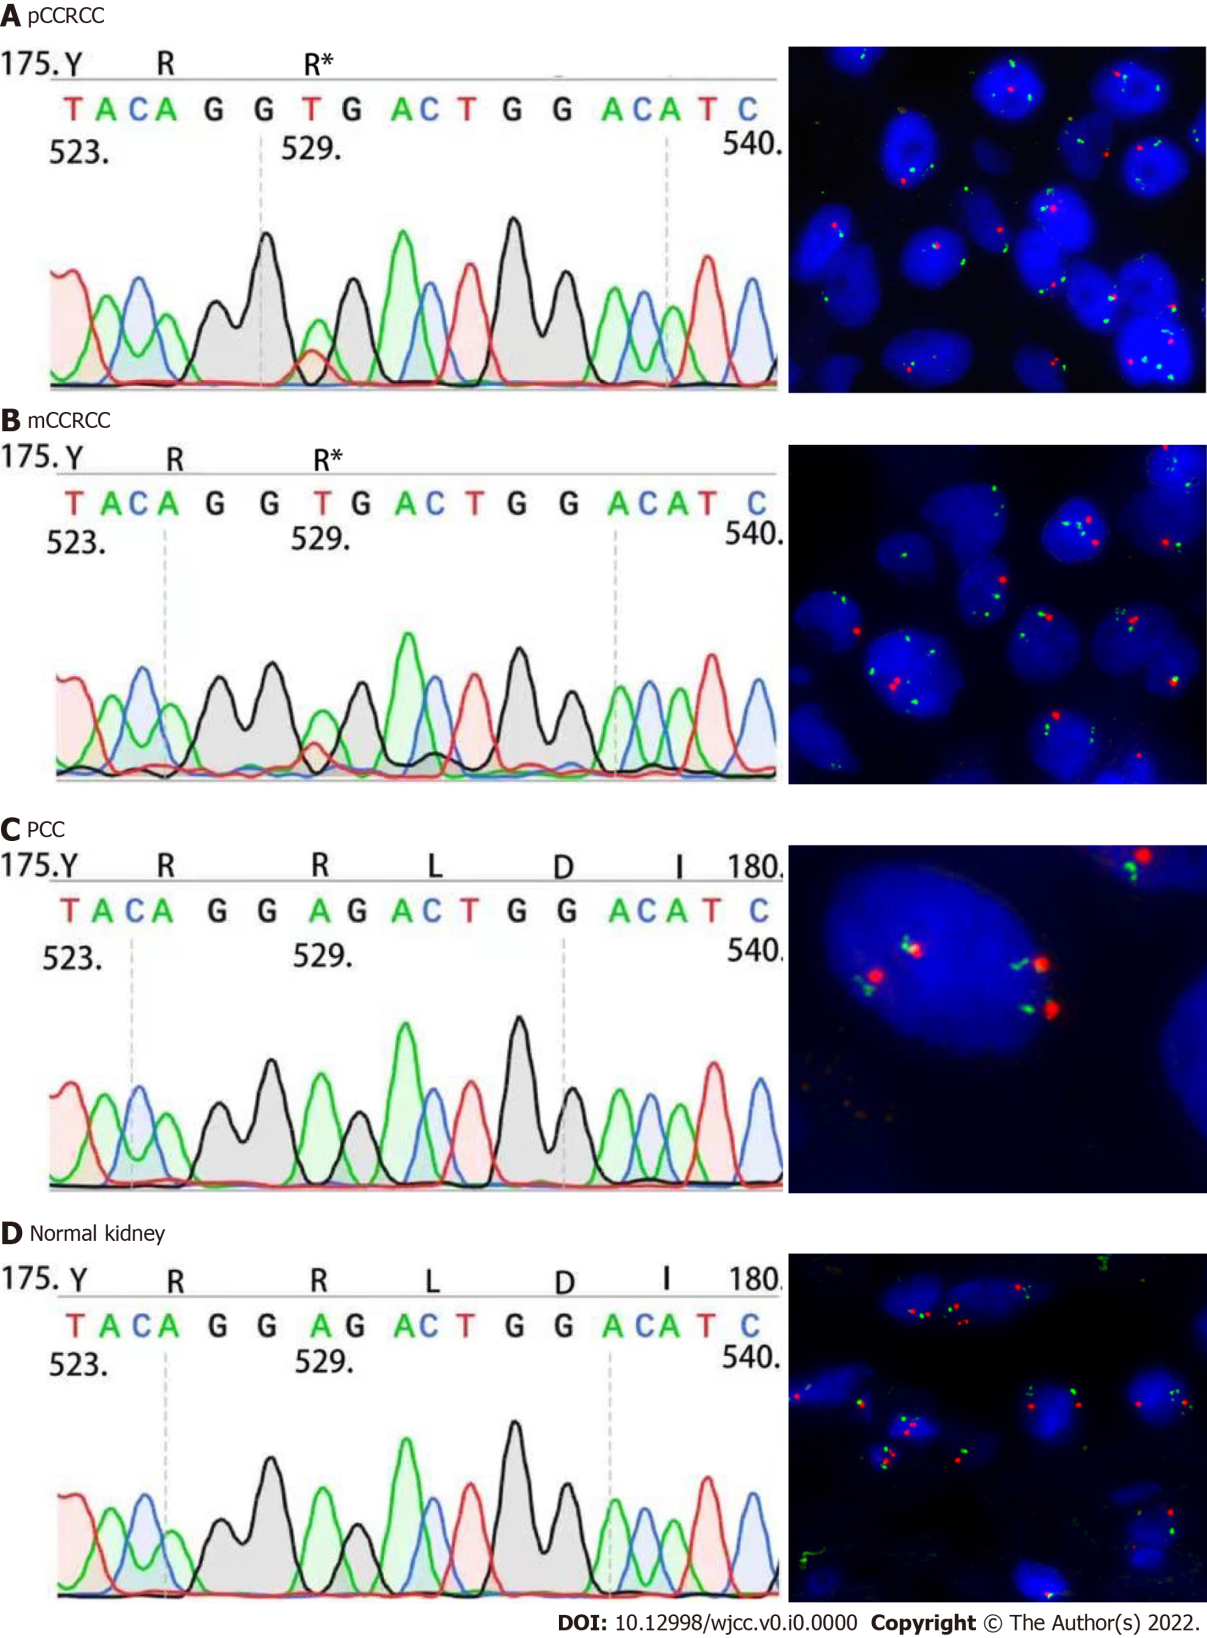 A pCCRCC
175. Y R R*
T A C A G G T G A C T G G A C A T C
523. 529. 540.
B mCCRCC
175. Y R R*
T A C A G G T G A C T G G A C A T C
523. 529. 540.
C PCC
175. Y R R L D I 180.
T A C A G G A G A C T G G A C A T C
523. 529. 540.
D Normal kidney
175. Y R R L D I 180.
T A C A G G A G A C T G G A C A T C
523. 529. 540.
DOI: 10.12998/wjcc.v0.i0.0000 Copyright © The Author(s) 2022.